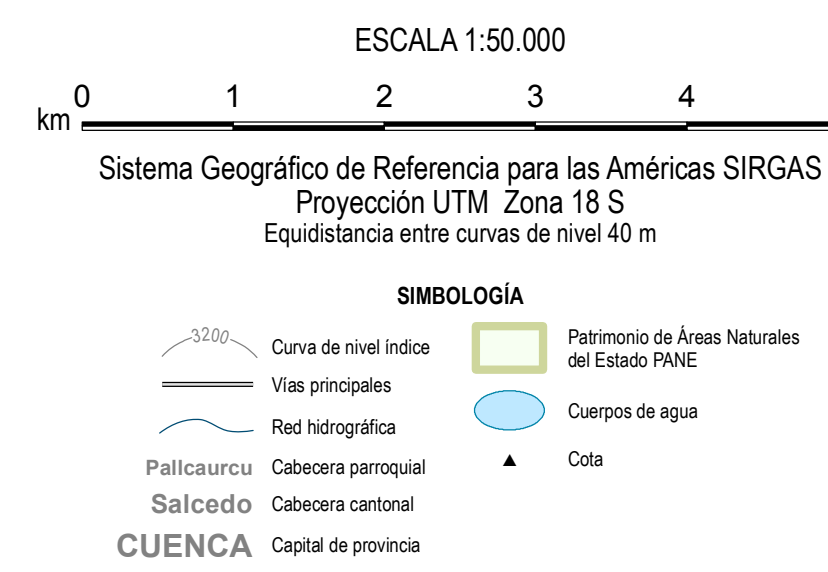 ESCALA 1:50.000
0 1 2 3 4
km
Sistema Geográfico de Referencia para las Américas SIRGAS
Proyección UTM Zona 18 S
Equidistancia entre curvas de nivel 40 m
SIMBOLOGÍA
3200 Curva de nivel índice
Vías principales
Red hidrográfica
Pallcaurcu Cabecera parroquial
Salcedo Cabecera cantonal
CUENCA Capital de provincia
Patrimonio de Áreas Naturales
del Estado PANE
Cuerpos de agua
Cota